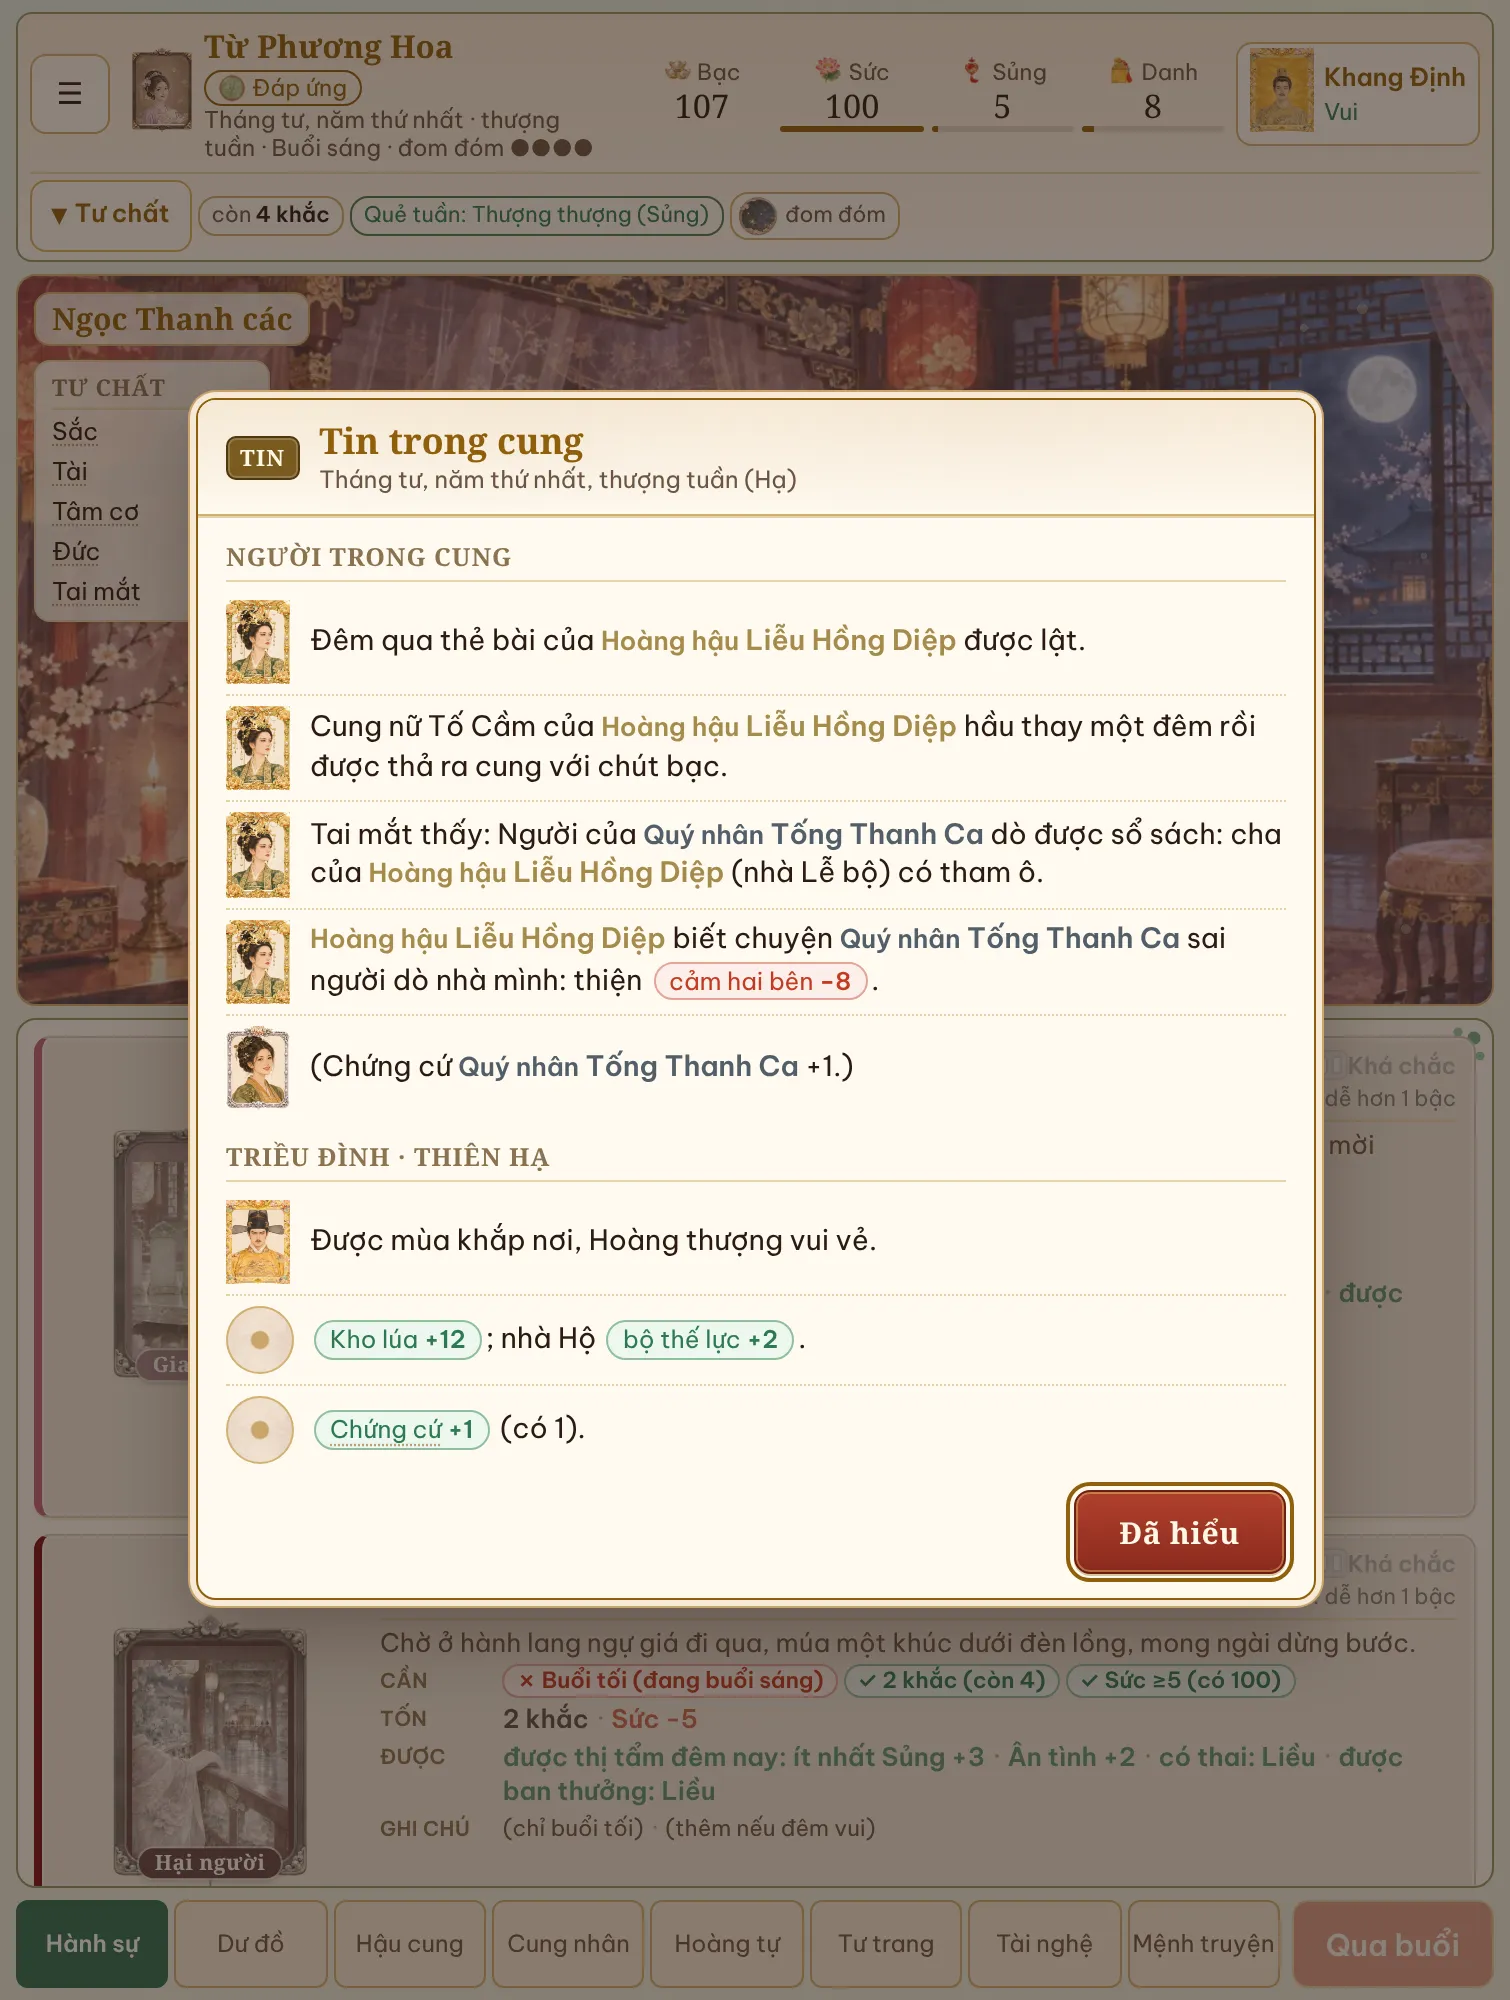 ☰
Từ Phương Hoa
Đáp ứng
Tháng tư, năm thứ nhất · thượng
tuần · Buổi sáng · đom đóm ●●●●
Bạc
107
Sức
100
Sủng
5
Danh
8
Khang Định
Vui
▼ Tư chất
còn 4 khắc
Quẻ tuần: Thượng thượng (Sủng)
đom đóm
Ngọc Thanh các
TƯ CHẤT
Sắc
Tài
Tâm cơ
Đức
Tai mắt
TIN
Tin trong cung
Tháng tư, năm thứ nhất, thượng tuần (Hạ)
NGƯỜI TRONG CUNG
Đêm qua thẻ bài của Hoàng hậu Liễu Hồng Diệp được lật.
Cung nữ Tố Cầm của Hoàng hậu Liễu Hồng Diệp hầu thay một đêm rồi
được thả ra cung với chút bạc.
Tai mắt thấy: Người của Quý nhân Tống Thanh Ca dò được sổ sách: cha
của Hoàng hậu Liễu Hồng Diệp (nhà Lễ bộ) có tham ô.
Hoàng hậu Liễu Hồng Diệp biết chuyện Quý nhân Tống Thanh Ca sai
người dò nhà mình: thiện cảm hai bên −8.
(Chứng cứ Quý nhân Tống Thanh Ca +1.)
TRIỀU ĐÌNH · THIÊN HẠ
Được mùa khắp nơi, Hoàng thượng vui vẻ.
Kho lúa +12; nhà Hộ bộ thế lực +2.
Chứng cứ +1 (có 1).
Đã hiểu
Khá chắc
dễ hơn 1 bậc
mời
· được
Gia
Khá chắc
dễ hơn 1 bậc
Chờ ở hành lang ngự giá đi qua, múa một khúc dưới đèn lồng, mong ngài dừng bước.
CẦN × Buổi tối (đang buổi sáng) ✓ 2 khắc (còn 4) ✓ Sức ≥5 (có 100)
TỐN 2 khắc · Sức −5
ĐƯỢC được thị tẩm đêm nay: ít nhất Sủng +3 · Ân tình +2 · có thai: Liều · được
ban thưởng: Liều
GHI CHÚ (chỉ buổi tối) · (thêm nếu đêm vui)
Hại người
Hành sự
Dư đồ
Hậu cung
Cung nhân
Hoàng tự
Tư trang
Tài nghệ
Mệnh truyện
Qua buổi